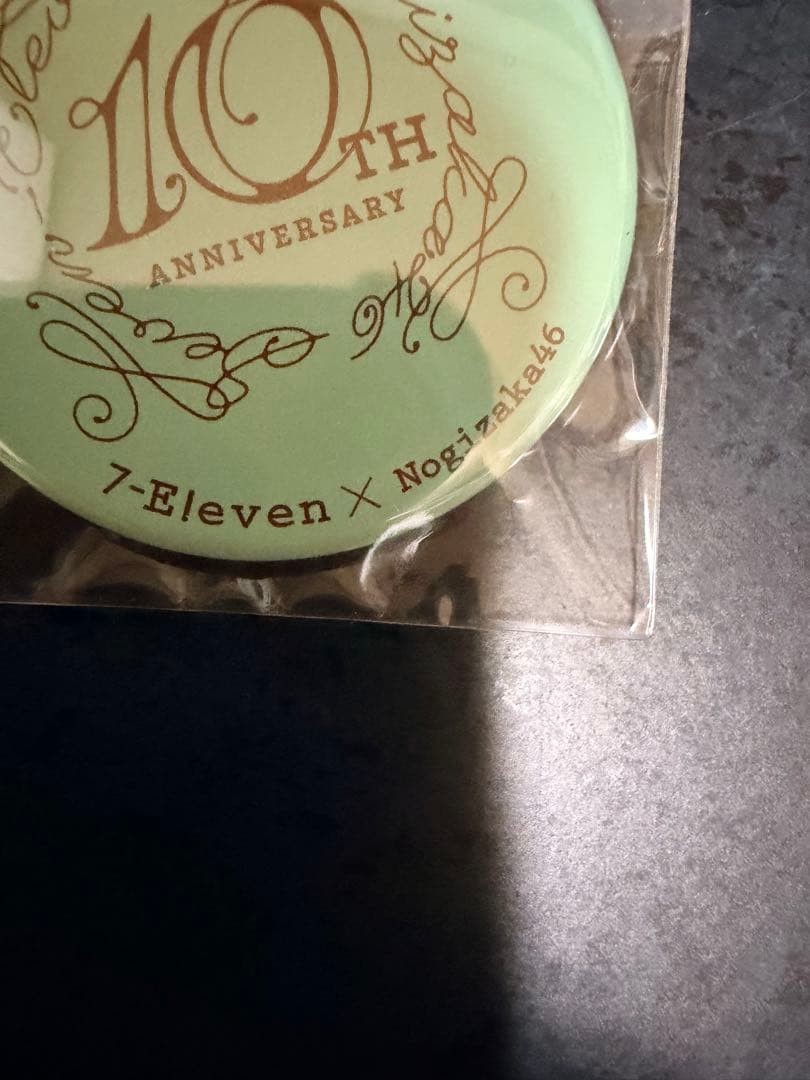 10TH
ANNIVERSARY
7-Eleven × Nogizaka46